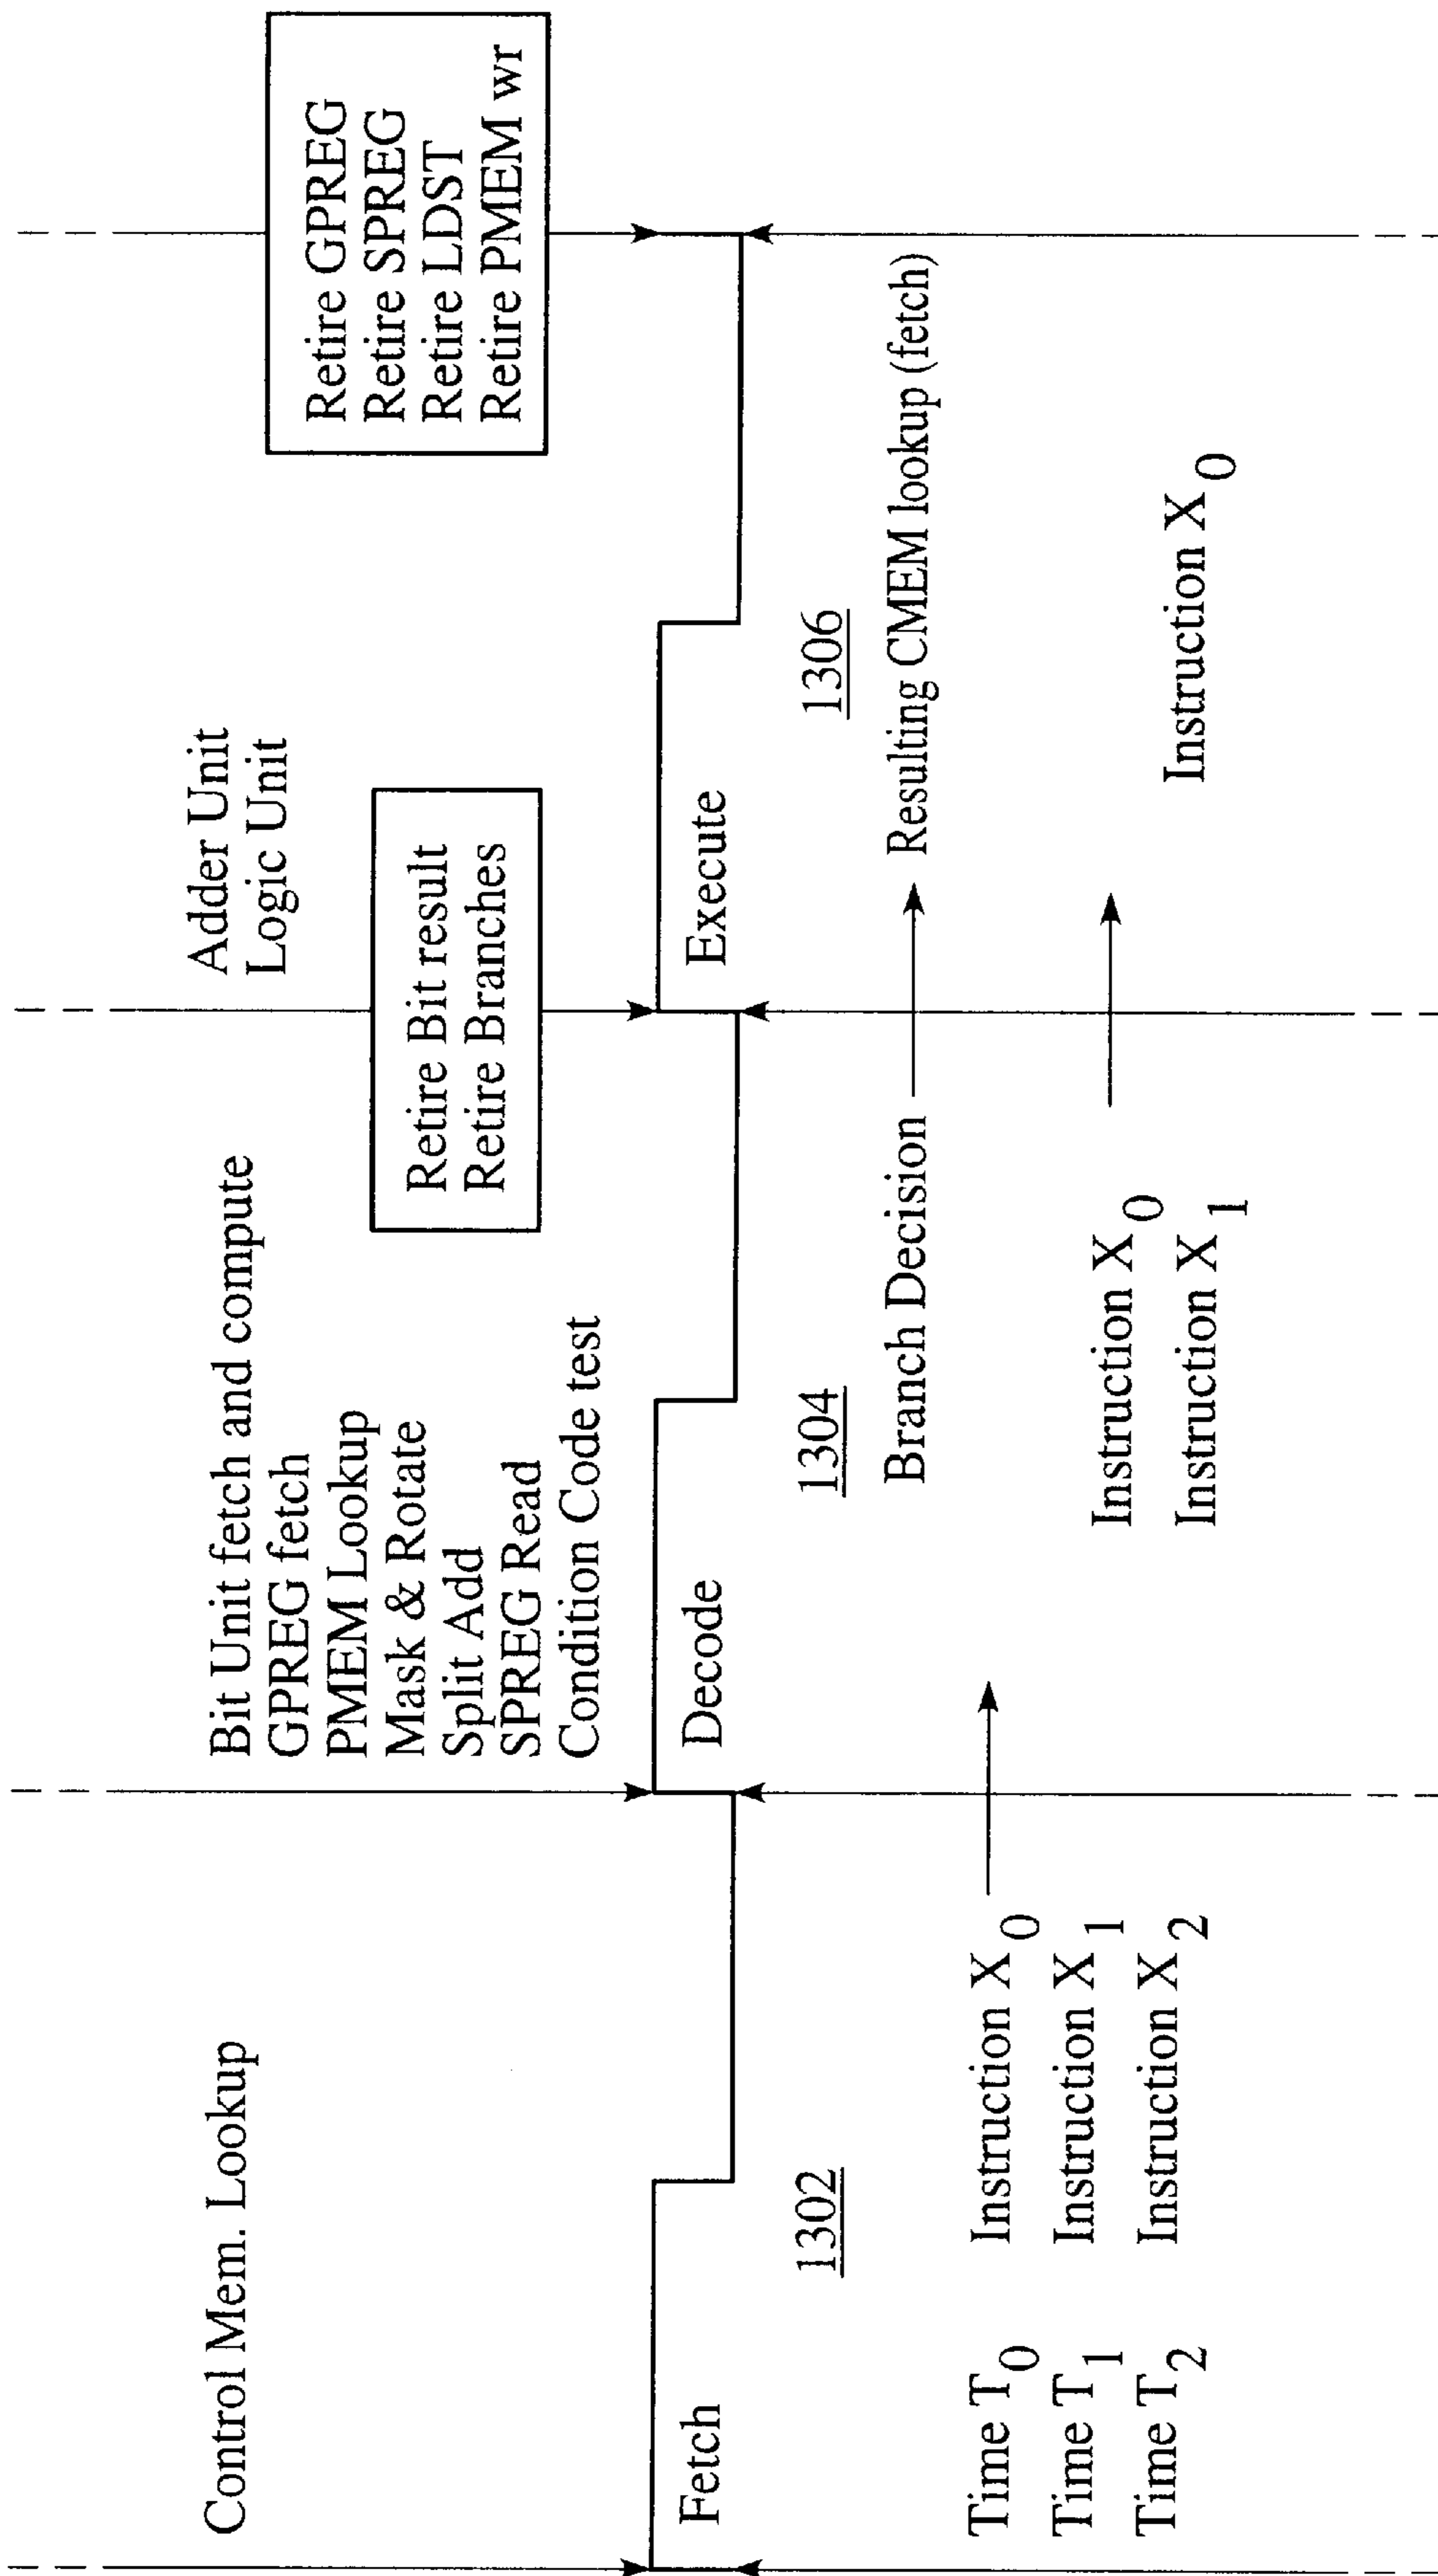 Control Mem. Lookup
Bit Unit fetch and compute
GPREG fetch
PMEM Lookup
Mask & Rotate
Split Add
SPREG Read
Condition Code test
Adder Unit
Logic Unit
Retire Bit result
Retire Branches
Retire GPREG
Retire SPREG
Retire LDST
Retire PMEM wr
Fetch
Decode
Execute
1302
1304
1306
Branch Decision
Resulting CMEM lookup (fetch)
Time T0 Instruction X0
Time T1 Instruction X1
Time T2 Instruction X2
Instruction X0
Instruction X1
Instruction X0